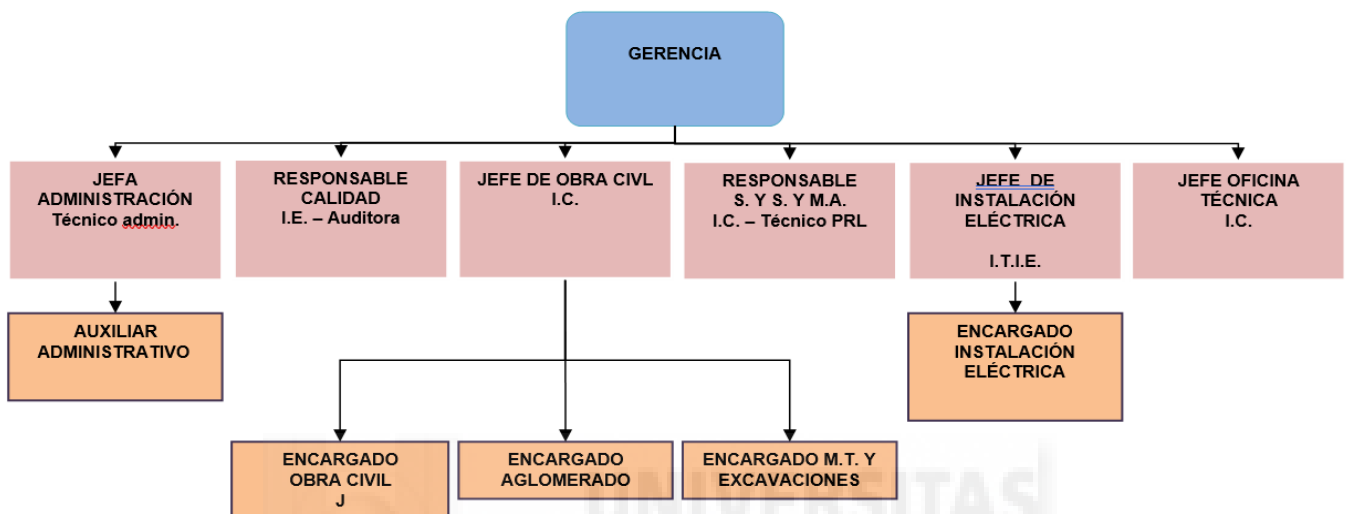 GERENCIA
JEFA
ADMINISTRACIÓN
Técnico admin.
RESPONSABLE
CALIDAD
I.E. – Auditora
JEFE DE OBRA CIVL
I.C.
RESPONSABLE
S. Y S. Y M.A.
I.C. – Técnico PRL
JEFE DE
INSTALACIÓN
ELÉCTRICA
I.T.I.E.
JEFE OFICINA
TÉCNICA
I.C.
AUXILIAR
ADMINISTRATIVO
ENCARGADO
INSTALACIÓN
ELÉCTRICA
ENCARGADO
OBRA CIVIL
J
ENCARGADO
AGLOMERADO
ENCARGADO M.T. Y
EXCAVACIONES
UNIVERSITAS